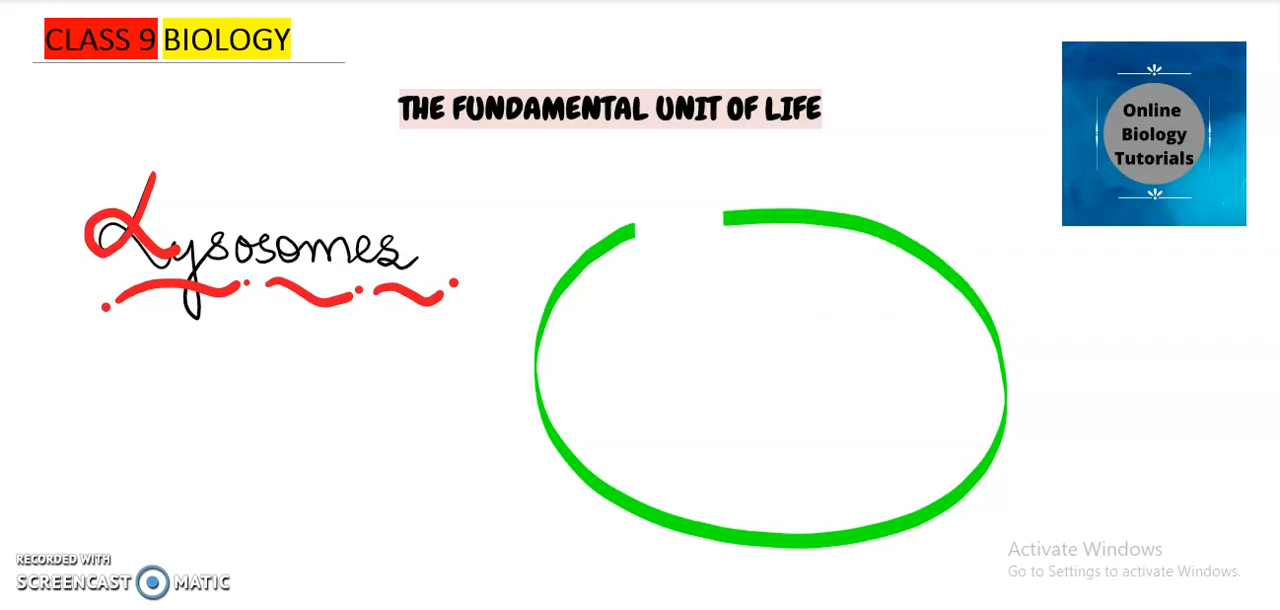 CLASS 9 BIOLOGY
THE FUNDAMENTAL UNIT OF LIFE
Online
Biology
Tutorials
Lysosomes
RECORDED WITH
SCREENCAST MATIC
Activate Windows
Go to Settings to activate Windows.